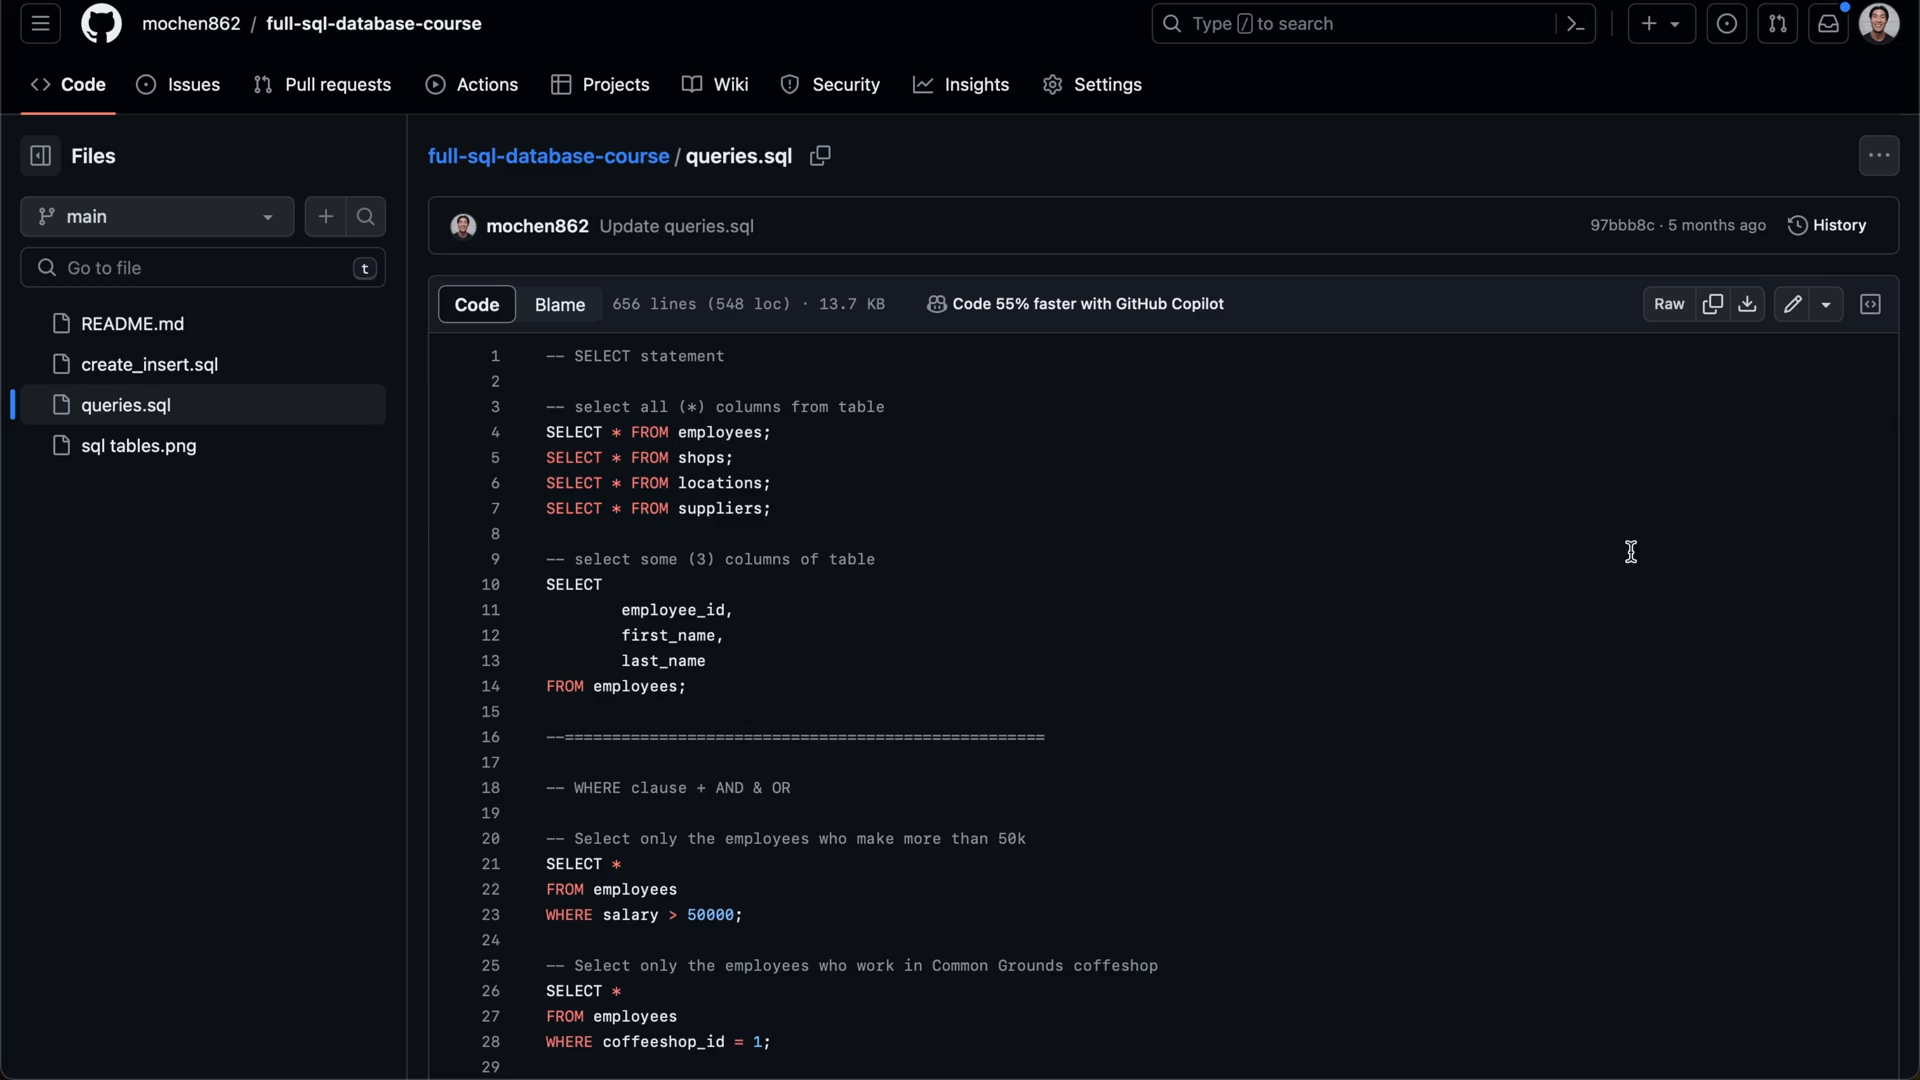 mochen862 / full-sql-database-course
Type / to search
Code
Issues
Pull requests
Actions
Projects
Wiki
Security
Insights
Settings
Files
main
Go to file
t
README.md
create_insert.sql
queries.sql
sql tables.png
full-sql-database-course / queries.sql
mochen862 Update queries.sql
97bbb8c · 5 months ago
History
Code
Blame
656 lines (548 loc) · 13.7 KB
Code 55% faster with GitHub Copilot
Raw
1 -- SELECT statement
2
3 -- select all (*) columns from table
4 SELECT * FROM employees;
5 SELECT * FROM shops;
6 SELECT * FROM locations;
7 SELECT * FROM suppliers;
8
9 -- select some (3) columns of table
10 SELECT
11 employee_id,
12 first_name,
13 last_name
14 FROM employees;
15
16 --===================================================
17
18 -- WHERE clause + AND & OR
19
20 -- Select only the employees who make more than 50k
21 SELECT *
22 FROM employees
23 WHERE salary > 50000;
24
25 -- Select only the employees who work in Common Grounds coffeshop
26 SELECT *
27 FROM employees
28 WHERE coffeeshop_id = 1;
29